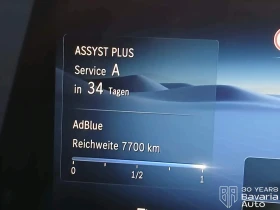 ASSYST PLUS
Service A
in 34 Tagen
AdBlue
Reichweite 7700 km
0 1/2 1
30 YEARS
Bavaria
Auto